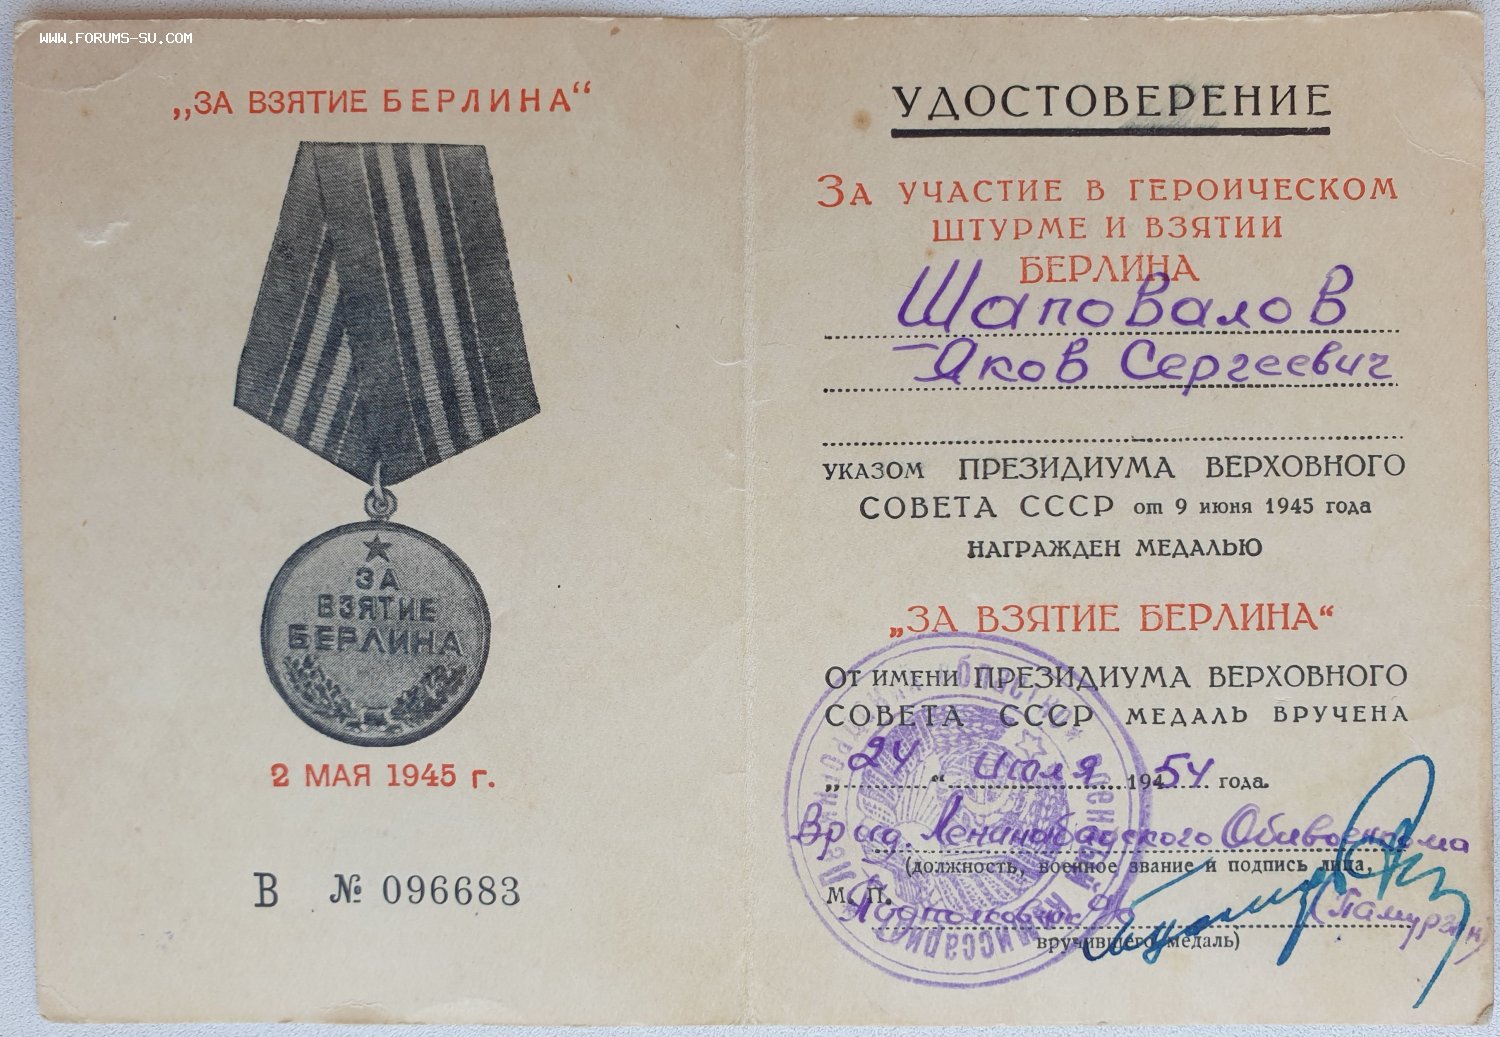 WWW.FORUMS-SU.COM
„ЗА ВЗЯТИЕ БЕРЛИНА“
ЗА
ВЗЯТИЕ
БЕРЛИНА
2 МАЯ 1945 г.
В № 096683
УДОСТОВЕРЕНИЕ
ЗА УЧАСТИЕ В ГЕРОИЧЕСКОМ
ШТУРМЕ И ВЗЯТИИ
БЕРЛИНА
Шаповалов
Яков Сергеевич
УКАЗОМ ПРЕЗИДИУМА ВЕРХОВНОГО
СОВЕТА СССР от 9 июня 1945 года
НАГРАЖДЕН МЕДАЛЬЮ
„ЗА ВЗЯТИЕ БЕРЛИНА“
ОТ ИМЕНИ ПРЕЗИДИУМА ВЕРХОВНОГО
СОВЕТА СССР МЕДАЛЬ ВРУЧЕНА
„24“ Июля 1954 года.
Врид. Ленинабадского Облвоенкома
(должность, военное звание и подпись лица,
М. П.
Подполковник
вручившего медаль)